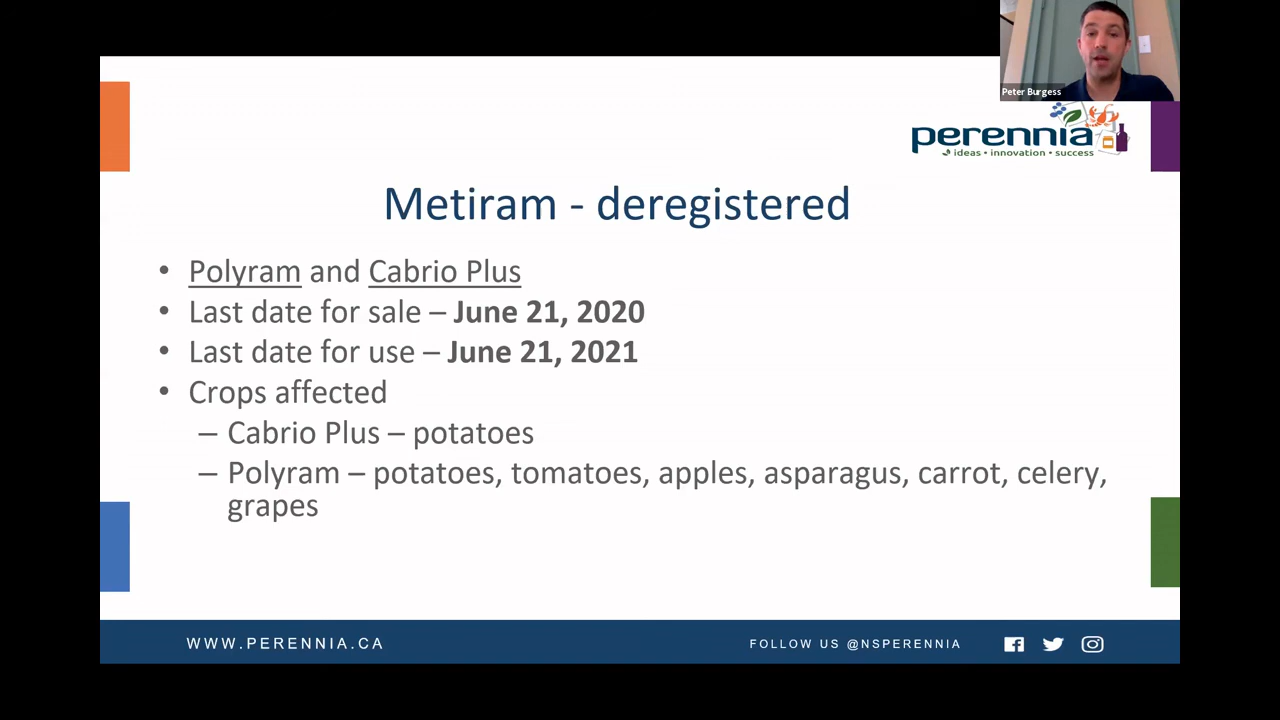 Peter Burgess
perennia
ideas • innovation • success
Metiram - deregistered
• Polyram and Cabrio Plus
• Last date for sale – June 21, 2020
• Last date for use – June 21, 2021
• Crops affected
– Cabrio Plus – potatoes
– Polyram – potatoes, tomatoes, apples, asparagus, carrot, celery,
grapes
WWW.PERENNIA.CA
FOLLOW US @NSPERENNIA